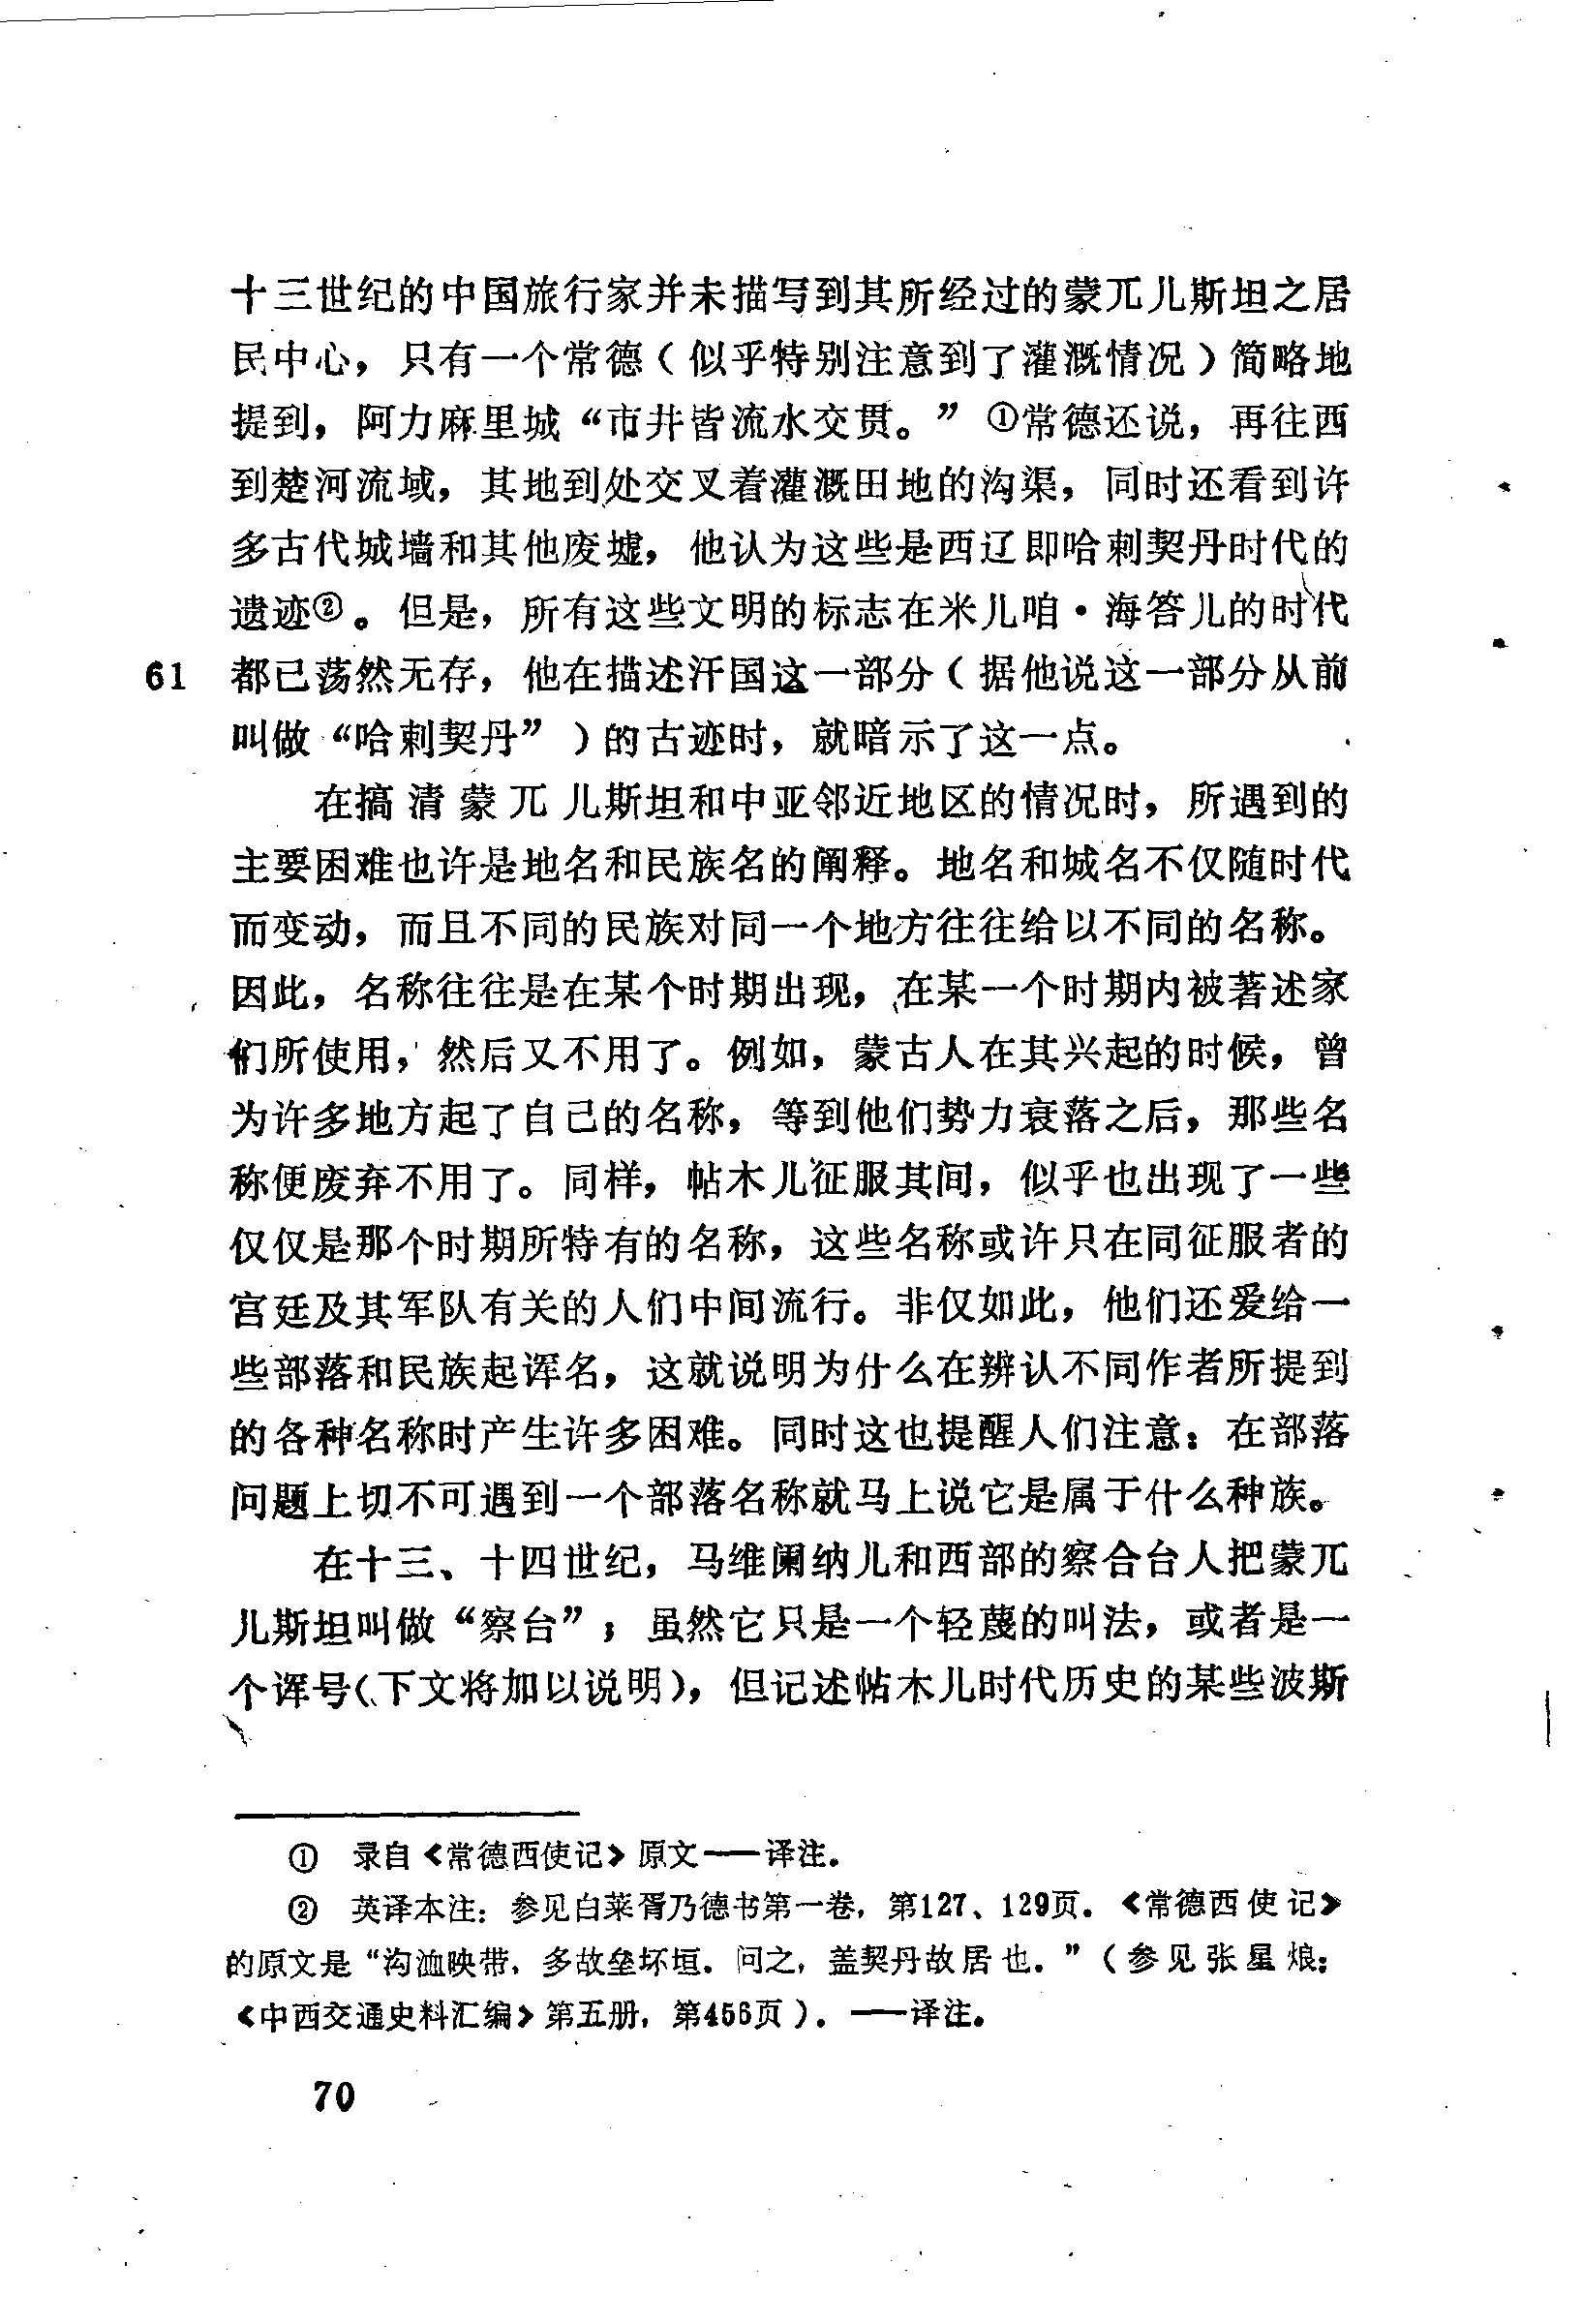 十三世纪的中国旅行家并未描写到其所经过的蒙兀儿斯坦之居
民中心，只有一个常德（似乎特别注意到了灌溉情况）简略地
提到，阿力麻里城“市井皆流水交贯。”①常德还说，再往西
到楚河流域，其地到处交叉着灌溉田地的沟渠，同时还看到许
多古代城墙和其他废墟，他认为这些是西辽即哈剌契丹时代的
遗迹②。但是，所有这些文明的标志在米儿咱·海答儿的时代
61 都已荡然无存，他在描述汗国这一部分（据他说这一部分从前
叫做“哈剌契丹”）的古迹时，就暗示了这一点。
在搞清蒙兀儿斯坦和中亚邻近地区的情况时，所遇到的
主要困难也许是地名和民族名的阐释。地名和城名不仅随时代
而变动，而且不同的民族对同一个地方往往给以不同的名称。
因此，名称往往是在某个时期出现，在某一个时期内被著述家
们所使用，然后又不用了。例如，蒙古人在其兴起的时候，曾
为许多地方起了自己的名称，等到他们势力衰落之后，那些名
称便废弃不用了。同样，帖木儿征服其间，似乎也出现了一些
仅仅是那个时期所特有的名称，这些名称或许只在同征服者的
宫廷及其军队有关的人们中间流行。非仅如此，他们还爱给一
些部落和民族起诨名，这就说明为什么在辨认不同作者所提到
的各种名称时产生许多困难。同时这也提醒人们注意：在部落
问题上切不可遇到一个部落名称就马上说它是属于什么种族。
在十三、十四世纪，马维阑纳儿和西部的察合台人把蒙兀
儿斯坦叫做“察台”；虽然它只是一个轻蔑的叫法，或者是一
个诨号（下文将加以说明），但记述帖木儿时代历史的某些波斯
① 录自《常德西使记》原文——译注。
② 英译本注：参见白莱胥乃德书第一卷，第127、129页。《常德西使记》
的原文是“沟洫映带，多故垒坏垣。问之，盖契丹故居也。”（参见张星烺：
《中西交通史料汇编》第五册，第456页）。——译注。
70